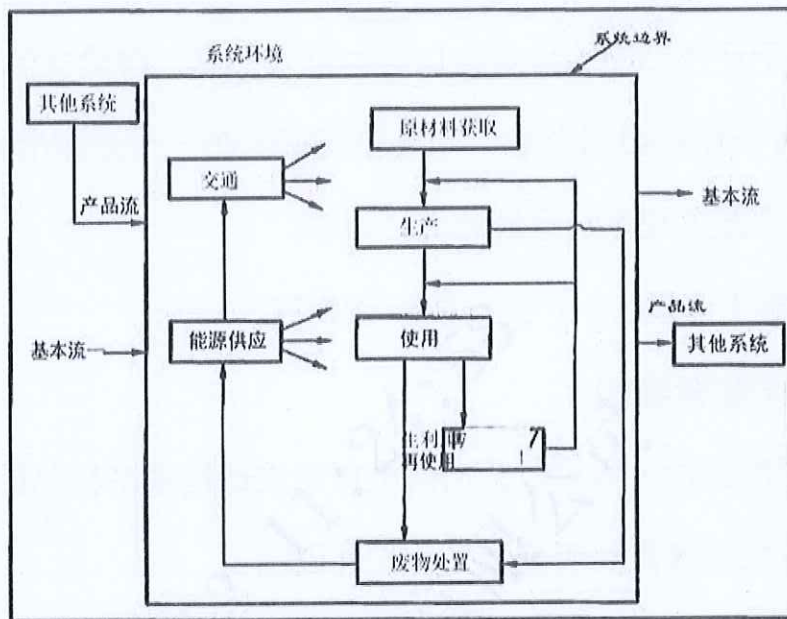 系统环境
系统边界
其他系统
原材料获取
交通
产品流
基本流
生产
产品流
基本流
能源供应
使用
其他系统
再使用
废物处置